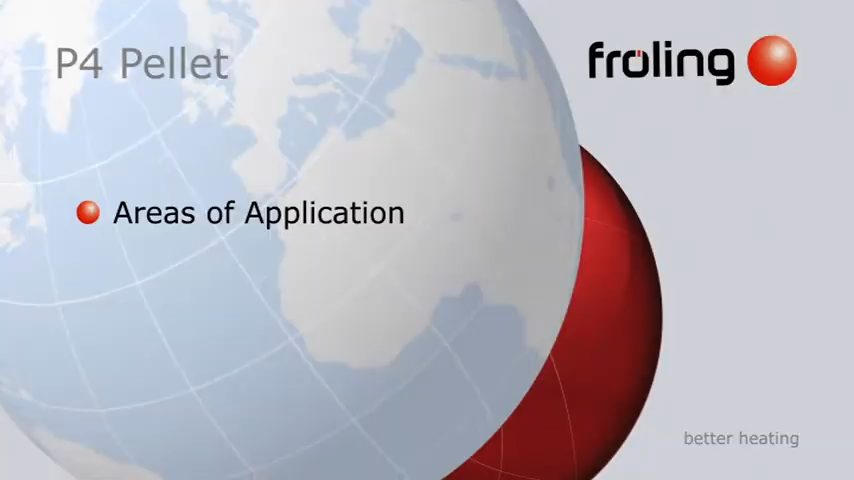 P4 Pellet
fröling
Areas of Application
better heating